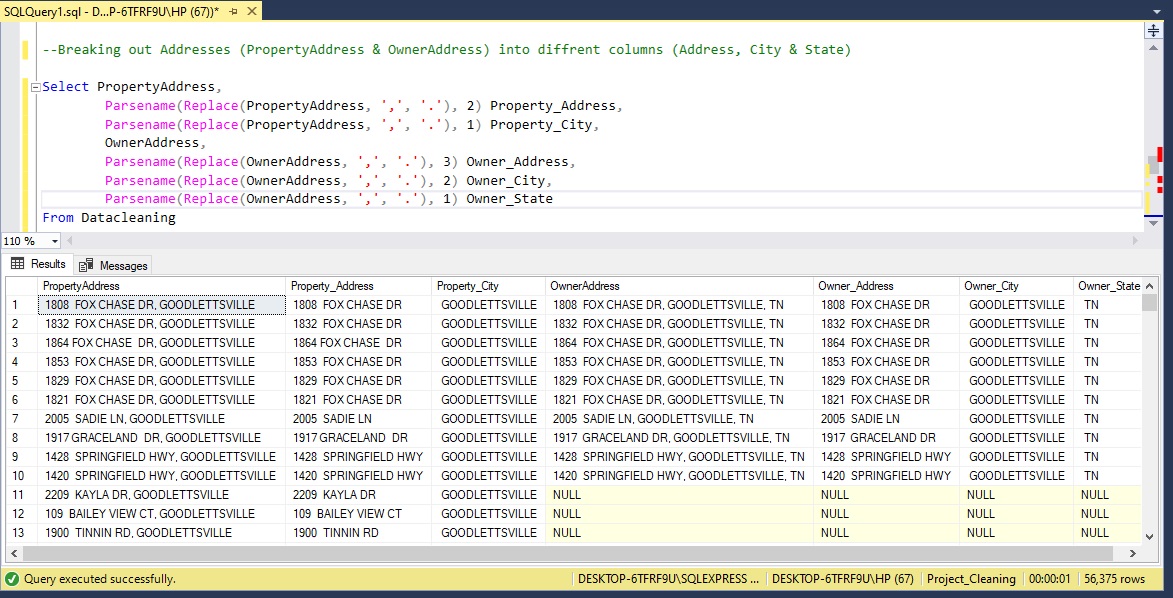 SQLQuery1.sql - D...P-6TFRF9U\HP (67))*
--Breaking out Addresses (PropertyAddress & OwnerAddress) into diffrent columns (Address, City & State)
Select PropertyAddress,
Parsename(Replace(PropertyAddress, ',', '.'), 2) Property_Address,
Parsename(Replace(PropertyAddress, ',', '.'), 1) Property_City,
OwnerAddress,
Parsename(Replace(OwnerAddress, ',', '.'), 3) Owner_Address,
Parsename(Replace(OwnerAddress, ',', '.'), 2) Owner_City,
Parsename(Replace(OwnerAddress, ',', '.'), 1) Owner_State
From Datacleaning
110 %
Results Messages
PropertyAddress Property_Address Property_City OwnerAddress Owner_Address Owner_City Owner_State
1 1808 FOX CHASE DR, GOODLETTSVILLE 1808 FOX CHASE DR GOODLETTSVILLE 1808 FOX CHASE DR, GOODLETTSVILLE, TN 1808 FOX CHASE DR GOODLETTSVILLE TN
2 1832 FOX CHASE DR, GOODLETTSVILLE 1832 FOX CHASE DR GOODLETTSVILLE 1832 FOX CHASE DR, GOODLETTSVILLE, TN 1832 FOX CHASE DR GOODLETTSVILLE TN
3 1864 FOX CHASE DR, GOODLETTSVILLE 1864 FOX CHASE DR GOODLETTSVILLE 1864 FOX CHASE DR, GOODLETTSVILLE, TN 1864 FOX CHASE DR GOODLETTSVILLE TN
4 1853 FOX CHASE DR, GOODLETTSVILLE 1853 FOX CHASE DR GOODLETTSVILLE 1853 FOX CHASE DR, GOODLETTSVILLE, TN 1853 FOX CHASE DR GOODLETTSVILLE TN
5 1829 FOX CHASE DR, GOODLETTSVILLE 1829 FOX CHASE DR GOODLETTSVILLE 1829 FOX CHASE DR, GOODLETTSVILLE, TN 1829 FOX CHASE DR GOODLETTSVILLE TN
6 1821 FOX CHASE DR, GOODLETTSVILLE 1821 FOX CHASE DR GOODLETTSVILLE 1821 FOX CHASE DR, GOODLETTSVILLE, TN 1821 FOX CHASE DR GOODLETTSVILLE TN
7 2005 SADIE LN, GOODLETTSVILLE 2005 SADIE LN GOODLETTSVILLE 2005 SADIE LN, GOODLETTSVILLE, TN 2005 SADIE LN GOODLETTSVILLE TN
8 1917 GRACELAND DR, GOODLETTSVILLE 1917 GRACELAND DR GOODLETTSVILLE 1917 GRACELAND DR, GOODLETTSVILLE, TN 1917 GRACELAND DR GOODLETTSVILLE TN
9 1428 SPRINGFIELD HWY, GOODLETTSVILLE 1428 SPRINGFIELD HWY GOODLETTSVILLE 1428 SPRINGFIELD HWY, GOODLETTSVILLE, TN 1428 SPRINGFIELD HWY GOODLETTSVILLE TN
10 1420 SPRINGFIELD HWY, GOODLETTSVILLE 1420 SPRINGFIELD HWY GOODLETTSVILLE 1420 SPRINGFIELD HWY, GOODLETTSVILLE, TN 1420 SPRINGFIELD HWY GOODLETTSVILLE TN
11 2209 KAYLA DR, GOODLETTSVILLE 2209 KAYLA DR GOODLETTSVILLE NULL NULL NULL NULL
12 109 BAILEY VIEW CT, GOODLETTSVILLE 109 BAILEY VIEW CT GOODLETTSVILLE NULL NULL NULL NULL
13 1900 TINNIN RD, GOODLETTSVILLE 1900 TINNIN RD GOODLETTSVILLE NULL NULL NULL NULL
Query executed successfully. DESKTOP-6TFRF9U\SQLEXPRESS ... DESKTOP-6TFRF9U\HP (67) Project_Cleaning 00:00:01 56,375 rows